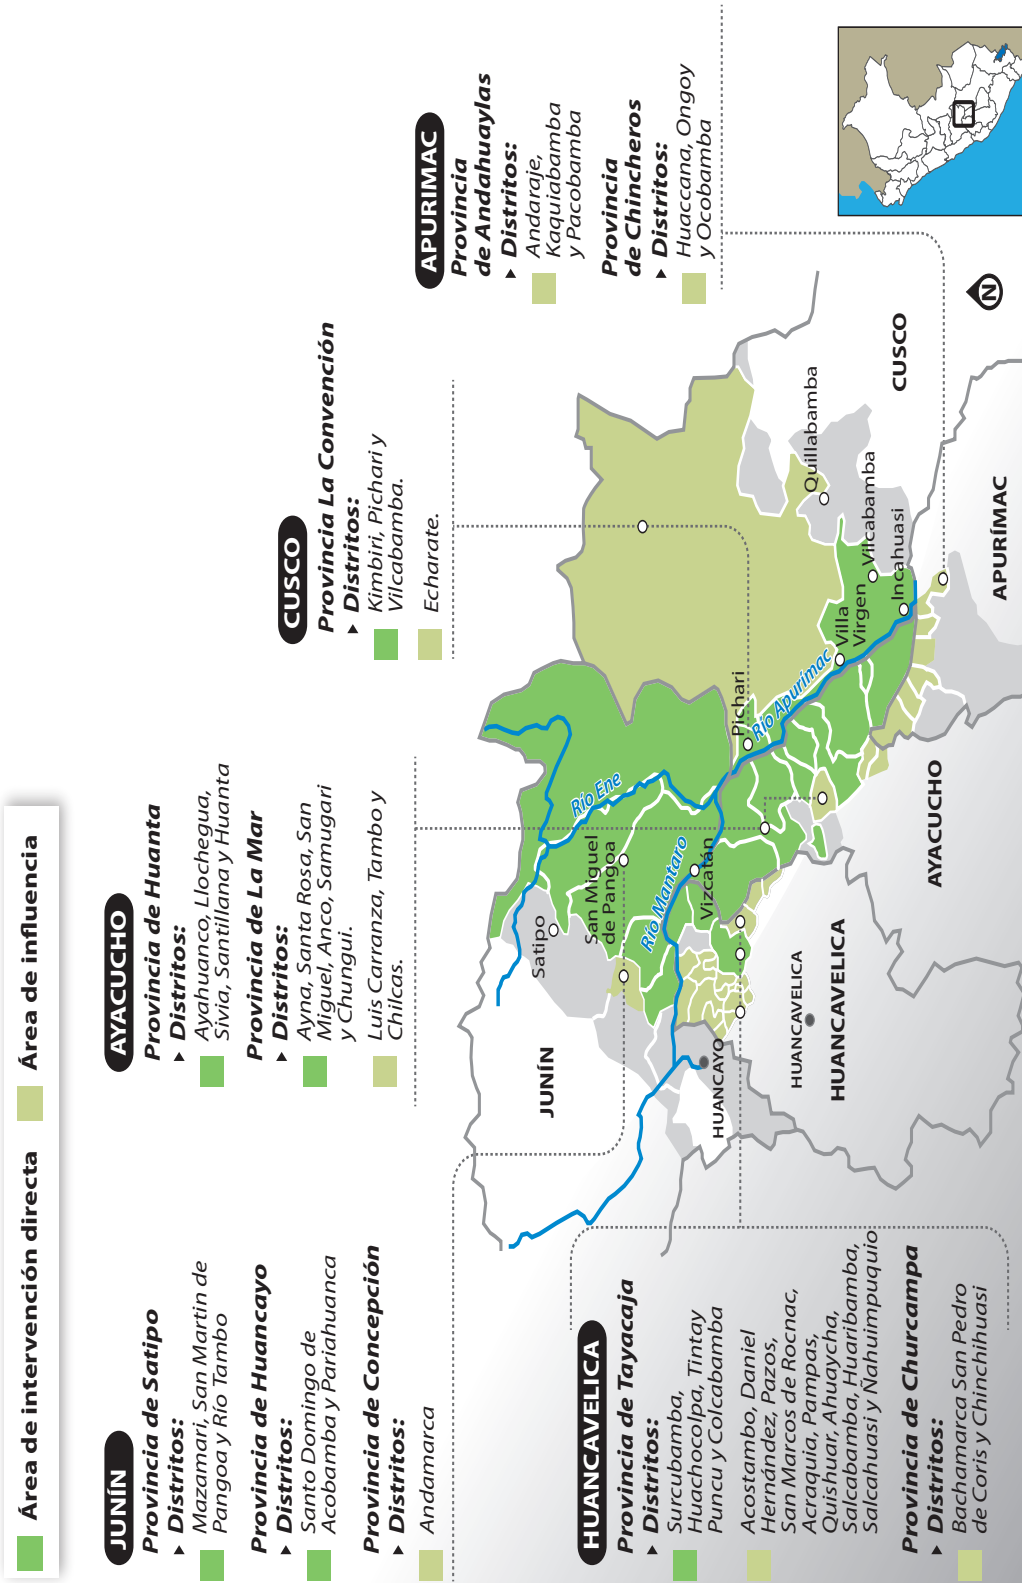 Área de intervención directa
Área de influencia
JUNÍN
Provincia de Satipo
Distritos:
Mazamari, San Martin de
Pangoa y Río Tambo
Provincia de Huancayo
Distritos:
Santo Domingo de
Acobamba y Pariahuanca
Provincia de Concepción
Distritos:
Andamarca
AYACUCHO
Provincia de Huanta
Distritos:
Ayahuanco, Llochegua,
Sivia, Santillana y Huanta
Provincia de La Mar
Distritos:
Ayna, Santa Rosa, San
Miguel, Anco, Samugari
y Chungui.
Luis Carranza, Tambo y
Chilcas.
CUSCO
Provincia La Convención
Distritos:
Kimbiri, Pichari y
Vilcabamba.
Echarate.
APURIMAC
Provincia
de Andahuaylas
Distritos:
Andaraje,
Kaquiabamba
y Pacobamba
Provincia
de Chincheros
Distritos:
Huaccana, Ongoy
y Ocobamba
HUANCAVELICA
Provincia de Tayacaja
Distritos:
Surcubamba,
Huachocolpa, Tintay
Puncu y Colcabamba
Acostambo, Daniel
Hernández, Pazos,
San Marcos de Rocnac,
Acraquia, Pampas,
Quishuar, Ahuaycha,
Salcabamba, Huaribamba,
Salcahuasi y Ñahuimpuquio
Provincia de Churcampa
Distritos:
Bachamarca San Pedro
de Coris y Chinchihuasi
JUNÍN
Satipo
San Miguel
de Pangoa
Río Ene
Río Mantaro
Vizcatán
HUANCAYO
HUANCAVELICA
HUANCAVELICA
Pichari
Río Apurímac
Villa
Virgen
Quillabamba
Vilcabamba
Incahuasi
CUSCO
AYACUCHO
APURÍMAC
N